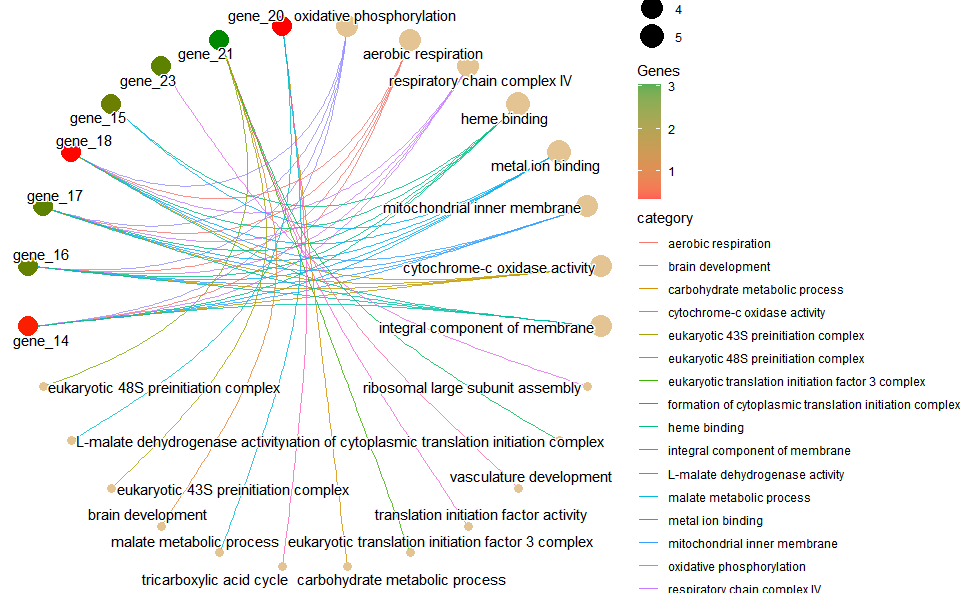 gene_20 oxidative phosphorylation
gene_21
aerobic respiration
gene_23
respiratory chain complex IV
gene_15
heme binding
gene_18
metal ion binding
gene_17
mitochondrial inner membrane
gene_16
cytochrome-c oxidase activity
integral component of membrane
gene_14
eukaryotic 48S preinitiation complex
ribosomal large subunit assembly
L-malate dehydrogenase activity
ation of cytoplasmic translation initiation complex
vasculature development
eukaryotic 43S preinitiation complex
brain development
translation initiation factor activity
malate metabolic process
eukaryotic translation initiation factor 3 complex
tricarboxylic acid cycle
carbohydrate metabolic process
4
5
Genes
3
2
1
category
aerobic respiration
brain development
carbohydrate metabolic process
cytochrome-c oxidase activity
eukaryotic 43S preinitiation complex
eukaryotic 48S preinitiation complex
eukaryotic translation initiation factor 3 complex
formation of cytoplasmic translation initiation complex
heme binding
integral component of membrane
L-malate dehydrogenase activity
malate metabolic process
metal ion binding
mitochondrial inner membrane
oxidative phosphorylation
respiratory chain complex IV